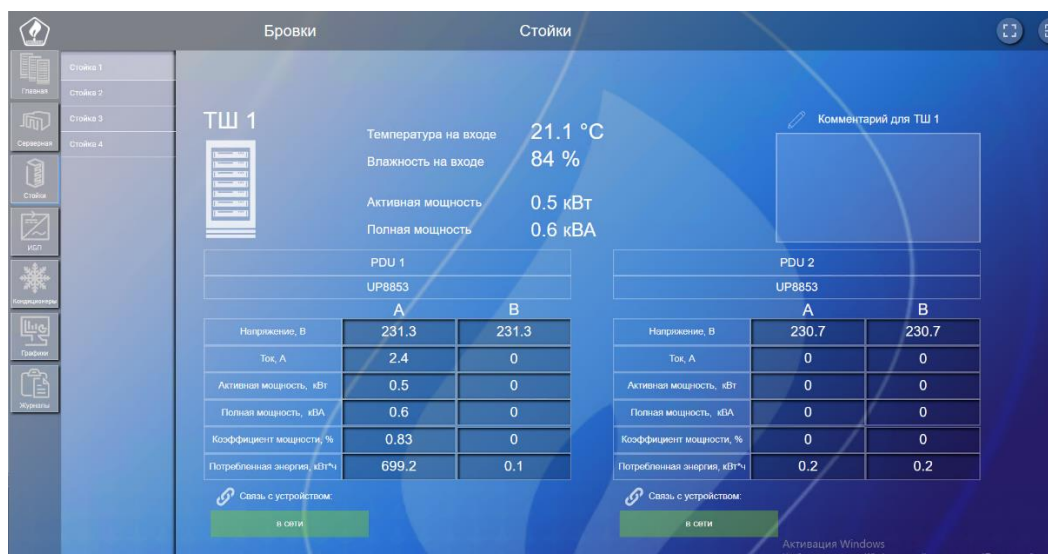 Бровки
Стойки
Главная
Серверная
Стойки
ИБП
Кондиционеры
Графики
Журналы
Стойка 1
Стойка 2
Стойка 3
Стойка 4
ТШ 1
Температура на входе 21.1 °C
Влажность на входе 84 %
Активная мощность 0.5 кВт
Полная мощность 0.6 кВА
Комментарий для ТШ 1
PDU 1
UP8853
A B
Напряжение, В 231.3 231.3
Ток, А 2.4 0
Активная мощность, кВт 0.5 0
Полная мощность, кВА 0.6 0
Коэффициент мощности, % 0.83 0
Потребленная энергия, кВт*ч 699.2 0.1
Связь с устройством:
в сети
PDU 2
UP8853
A B
Напряжение, В 230.7 230.7
Ток, А 0 0
Активная мощность, кВт 0 0
Полная мощность, кВА 0 0
Коэффициент мощности, % 0 0
Потребленная энергия, кВт*ч 0.2 0.2
Связь с устройством:
в сети
Активация Windows